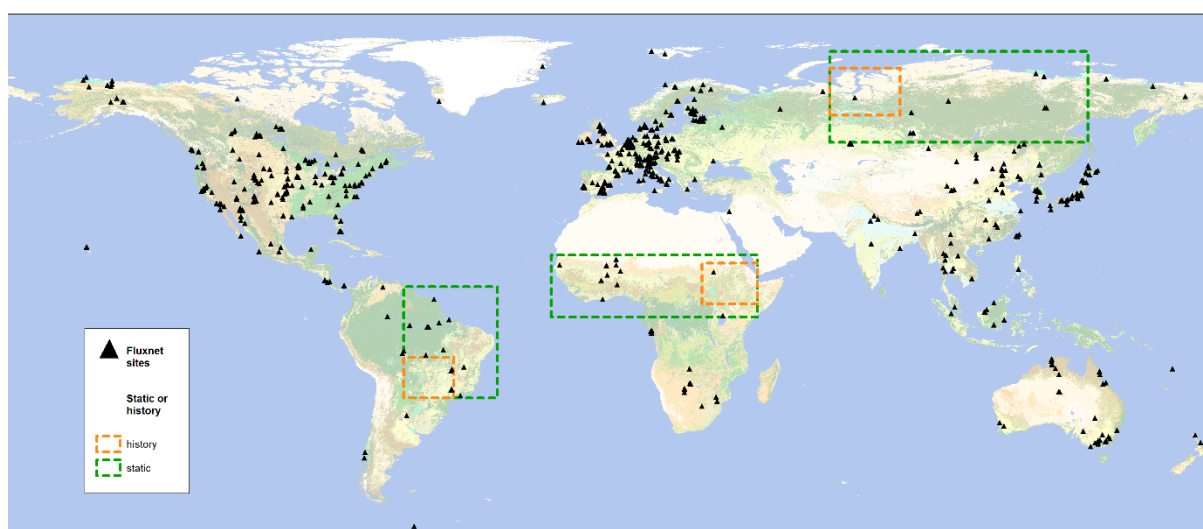 Fluxnet
sites
Static or
history
history
static